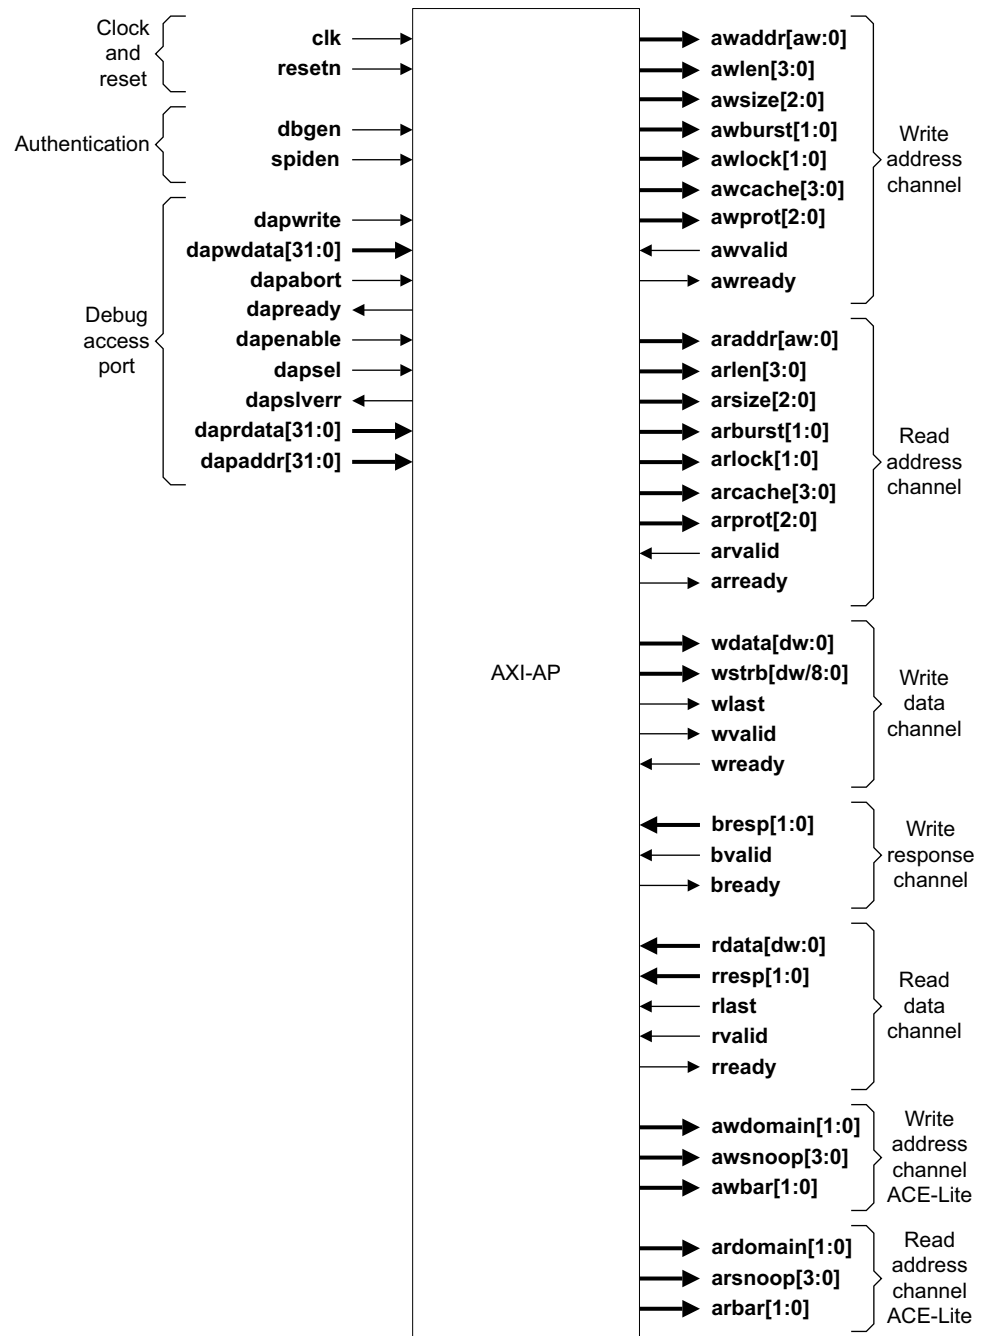 Clock
and
reset
clk
resetn
Authentication
dbgen
spiden
Debug
access
port
dapwrite
dapwdata[31:0]
dapabort
dapready
dapenable
dapsel
dapslverr
daprdata[31:0]
dapaddr[31:0]
AXI-AP
awaddr[aw:0]
awlen[3:0]
awsize[2:0]
awburst[1:0]
awlock[1:0]
awcache[3:0]
awprot[2:0]
awvalid
awready
Write
address
channel
araddr[aw:0]
arlen[3:0]
arsize[2:0]
arburst[1:0]
arlock[1:0]
arcache[3:0]
arprot[2:0]
arvalid
arready
Read
address
channel
wdata[dw:0]
wstrb[dw/8:0]
wlast
wvalid
wready
Write
data
channel
bresp[1:0]
bvalid
bready
Write
response
channel
rdata[dw:0]
rresp[1:0]
rlast
rvalid
rready
Read
data
channel
awdomain[1:0]
awsnoop[3:0]
awbar[1:0]
Write
address
channel
ACE-Lite
ardomain[1:0]
arsnoop[3:0]
arbar[1:0]
Read
address
channel
ACE-Lite